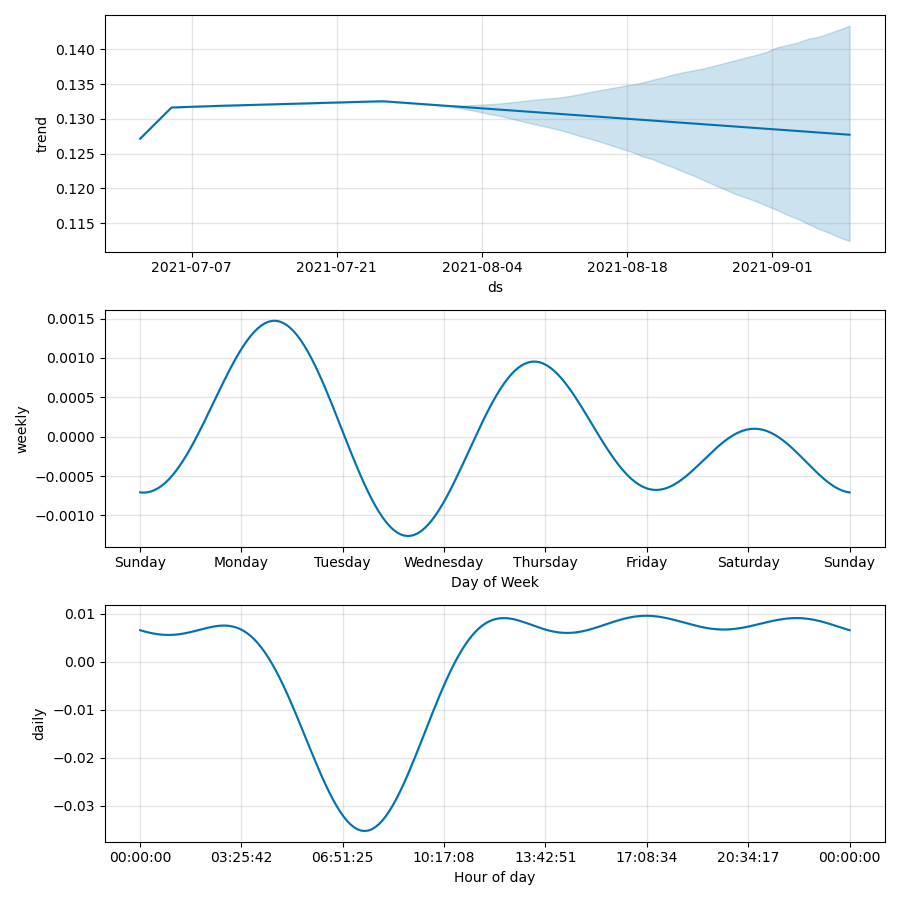 0.140
0.135
0.130
0.125
0.120
0.115
trend
2021-07-07 2021-07-21 2021-08-04 2021-08-18 2021-09-01
ds
0.0015
0.0010
0.0005
0.0000
−0.0005
−0.0010
weekly
Sunday Monday Tuesday Wednesday Thursday Friday Saturday Sunday
Day of Week
0.01
0.00
−0.01
−0.02
−0.03
daily
00:00:00 03:25:42 06:51:25 10:17:08 13:42:51 17:08:34 20:34:17 00:00:00
Hour of day